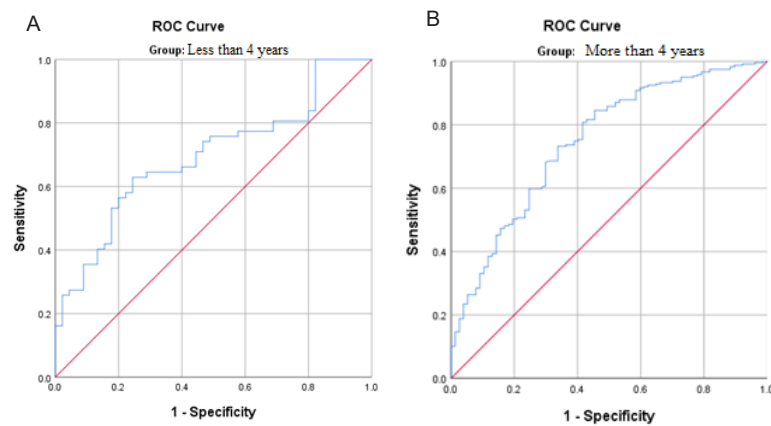 A
ROC Curve
Group: Less than 4 years
1.0
0.8
0.6
0.4
0.2
0.0
Sensitivity
0.0 0.2 0.4 0.6 0.8 1.0
1 - Specificity
B
ROC Curve
Group: More than 4 years
1.0
0.8
0.6
0.4
0.2
0.0
Sensitivity
0.0 0.2 0.4 0.6 0.8 1.0
1 - Specificity